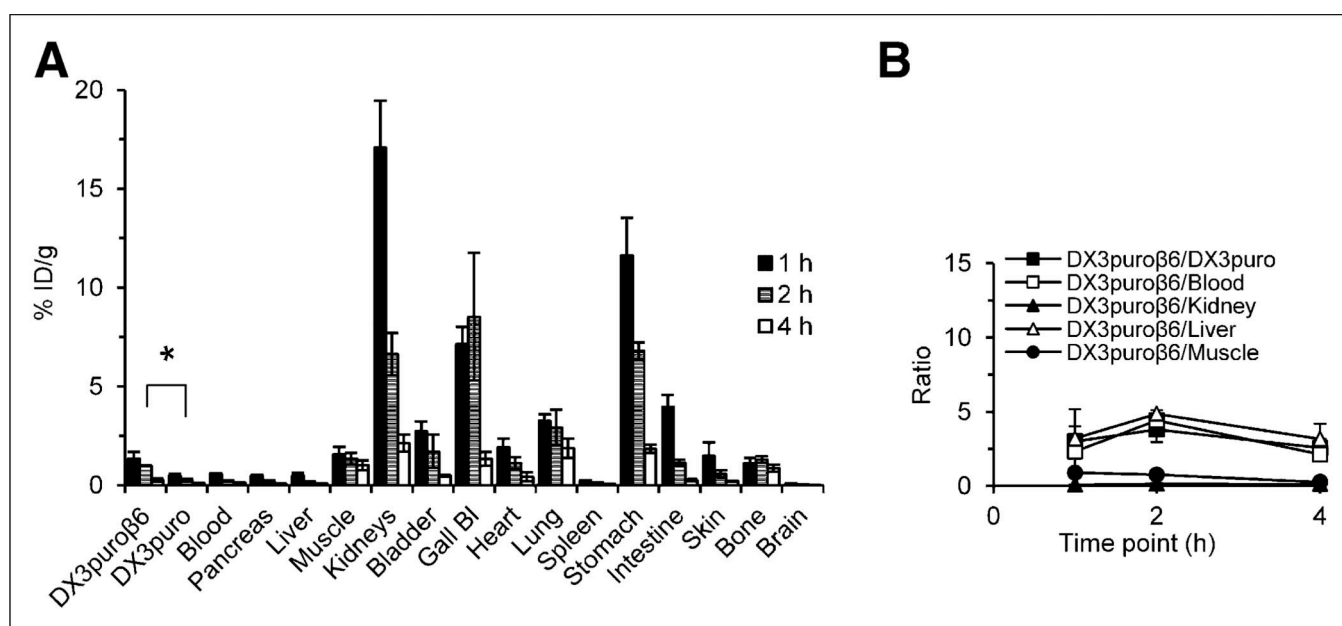 A
% ID/g
20
15
10
5
0
*
1 h
2 h
4 h
DX3puroβ6
DX3puro
Blood
Pancreas
Liver
Muscle
Kidneys
Bladder
Gall Bl
Heart
Lung
Spleen
Stomach
Intestine
Skin
Bone
Brain
B
Ratio
15
10
5
0
DX3puroβ6/DX3puro
DX3puroβ6/Blood
DX3puroβ6/Kidney
DX3puroβ6/Liver
DX3puroβ6/Muscle
0
2
4
Time point (h)